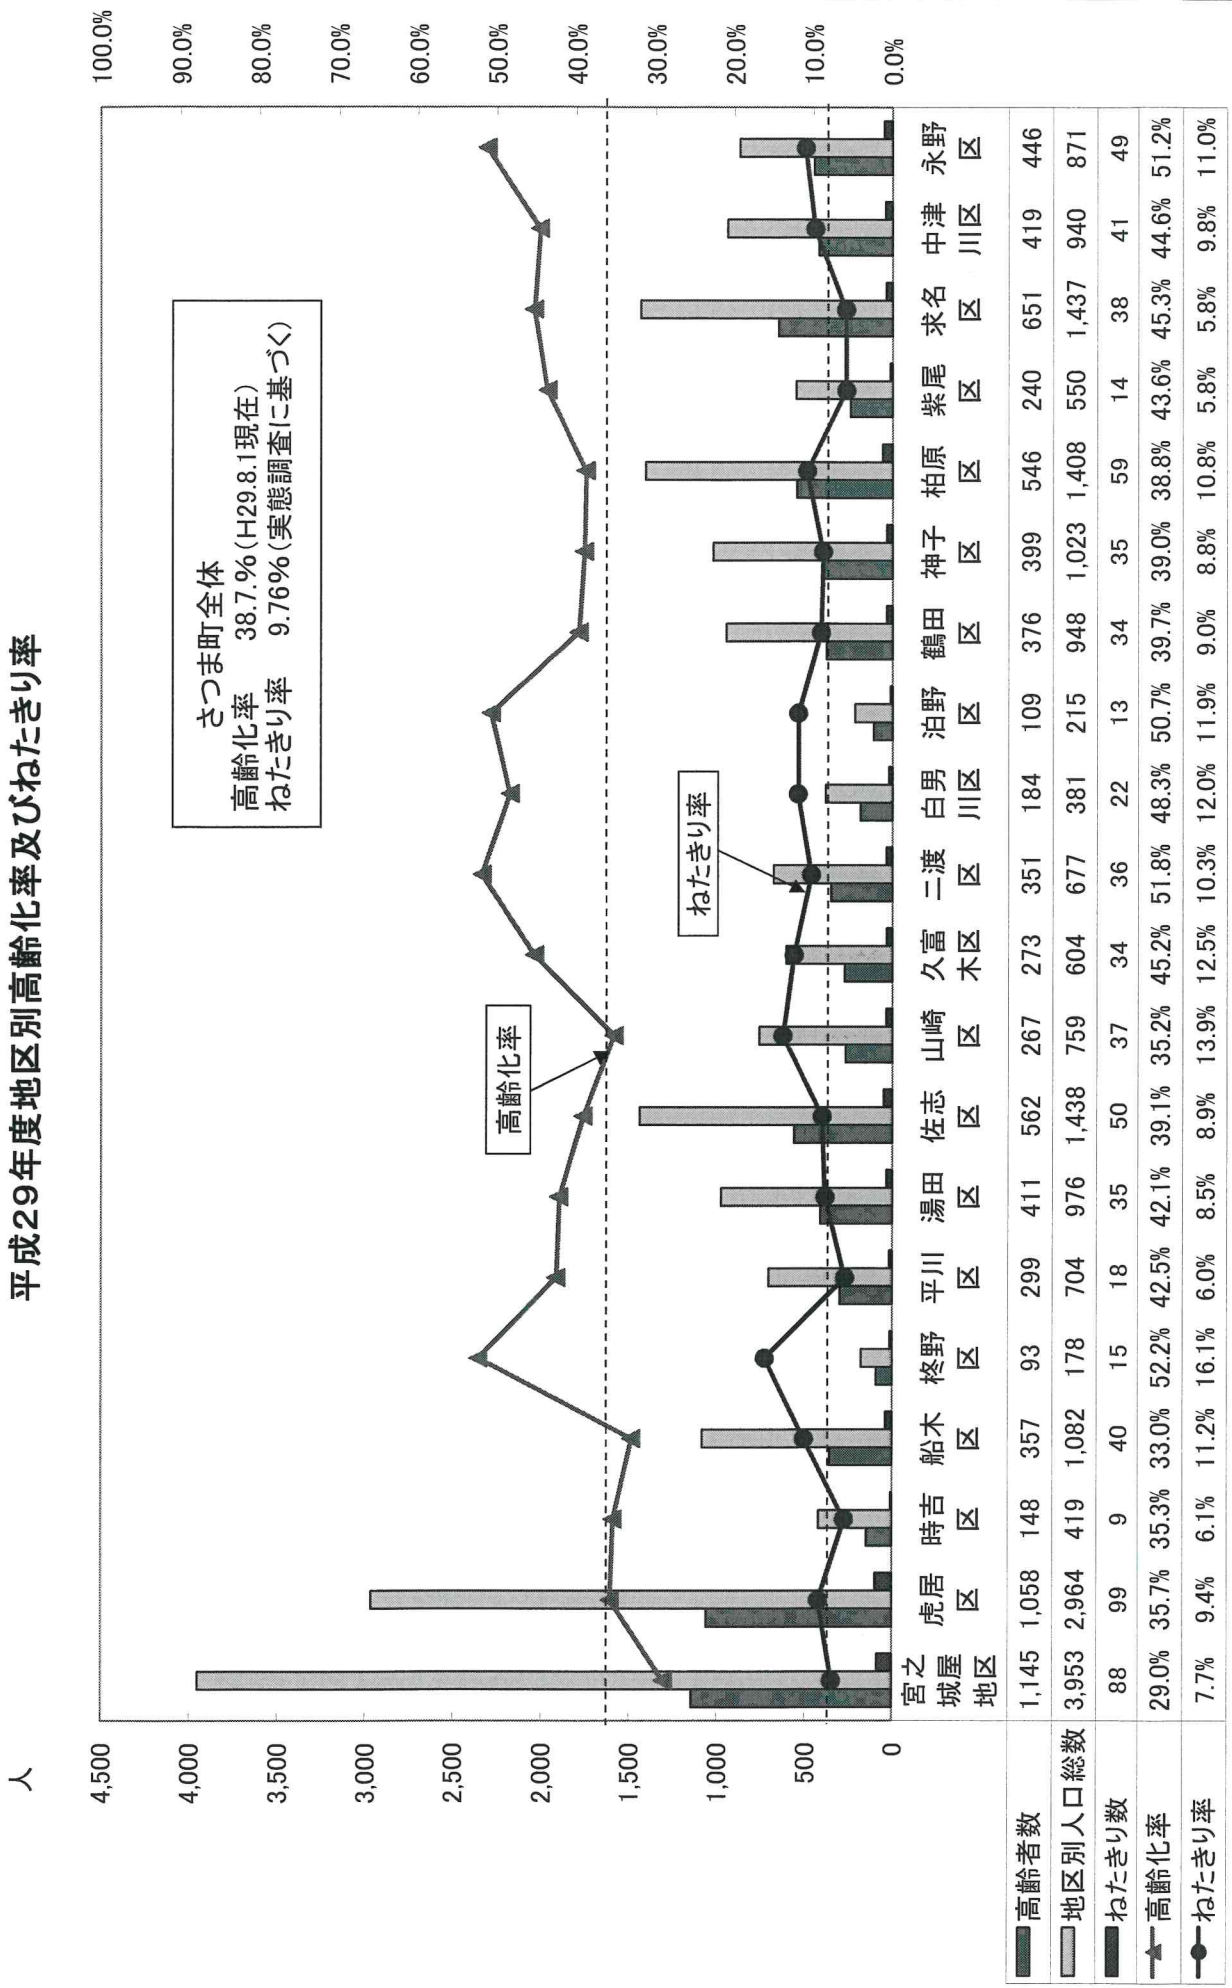 平成29年度地区別高齢化率及びねたきり率
人
4,500
4,000
3,500
3,000
2,500
2,000
1,500
1,000
500
0
100.0%
90.0%
80.0%
70.0%
60.0%
50.0%
40.0%
30.0%
20.0%
10.0%
0.0%
さつま町全体
高齢化率 38.7.%(H29.8.1現在)
ねたきり率 9.76%(実態調査に基づく)
高齢化率
ねたきり率
宮之城屋地区 虎居区 時吉区 船木区 柊野区 平川区 湯田区 佐志区 山崎区 久富木区 二渡区 白男川区 泊野区 鶴田区 神子区 柏原区 紫尾区 求名区 中津川区 永野区
高齢者数 1,145 1,058 148 357 93 299 411 562 267 273 351 184 109 376 399 546 240 651 419 446
地区別人口総数 3,953 2,964 419 1,082 178 704 976 1,438 759 604 677 381 215 948 1,023 1,408 550 1,437 940 871
ねたきり数 88 99 9 40 15 18 35 50 37 34 36 22 13 34 35 59 14 38 41 49
高齢化率 29.0% 35.7% 35.3% 33.0% 52.2% 42.5% 42.1% 39.1% 35.2% 45.2% 51.8% 48.3% 50.7% 39.7% 39.0% 38.8% 43.6% 45.3% 44.6% 51.2%
ねたきり率 7.7% 9.4% 6.1% 11.2% 16.1% 6.0% 8.5% 8.9% 13.9% 12.5% 10.3% 12.0% 11.9% 9.0% 8.8% 10.8% 5.8% 5.8% 9.8% 11.0%